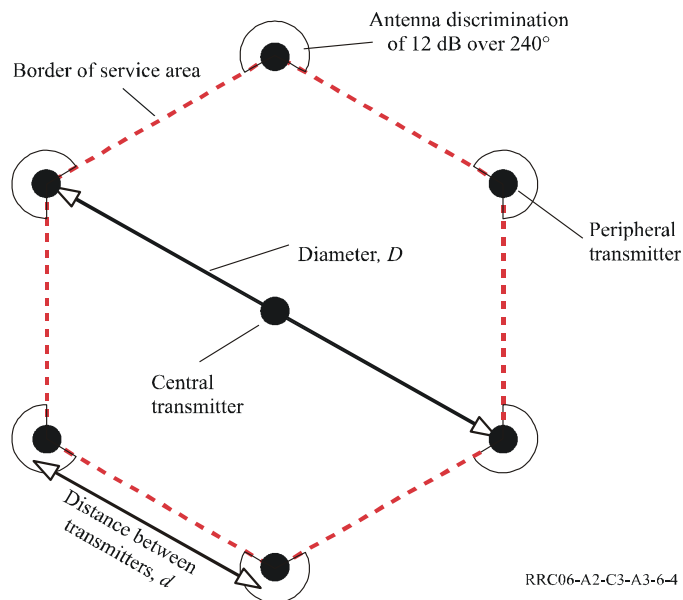 Antenna discrimination
of 12 dB over 240°
Border of service area
Peripheral
transmitter
Diameter, D
Central
transmitter
Distance between
transmitters, d
RRC06-A2-C3-A3-6-4